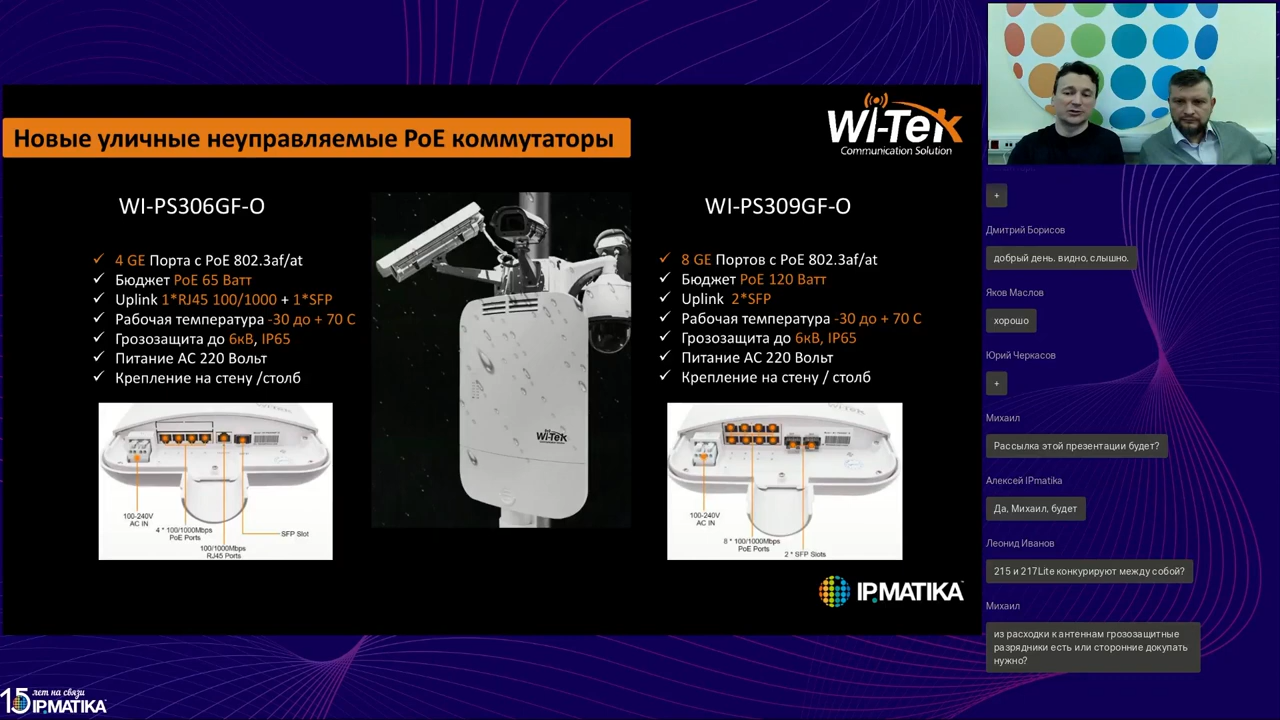 Новые уличные неуправляемые PoE коммутаторы
Wi-Tek
Communication Solution
WI-PS306GF-O
4 GE Порта с PoE 802.3af/at
Бюджет PoE 65 Ватт
Uplink 1*RJ45 100/1000 + 1*SFP
Рабочая температура -30 до + 70 С
Грозозащита до 6кВ, IP65
Питание AC 220 Вольт
Крепление на стену /столб
100-240V
AC IN
4 * 100/1000Mbps
PoE Ports
100/1000Mbps
RJ45 Ports
SFP Slot
Wi-Tek
WI-PS309GF-O
8 GE Портов с PoE 802.3af/at
Бюджет PoE 120 Ватт
Uplink 2*SFP
Рабочая температура -30 до + 70 С
Грозозащита до 6кВ, IP65
Питание AC 220 Вольт
Крепление на стену / столб
100-240V
AC IN
8 * 100/1000Mbps
PoE Ports
2 * SFP Slots
IPMATIKA
15 лет на связи
IPMATIKA
+
Дмитрий Борисов
добрый день. видно, слышно.
Яков Маслов
хорошо
Юрий Черкасов
+
Михаил
Рассылка этой презентации будет?
Алексей IPmatika
Да, Михаил, будет
Леонид Иванов
215 и 217Lite конкурируют между собой?
Михаил
из расходки к антеннам грозозащитные
разрядники есть или сторонние докупать
нужно?